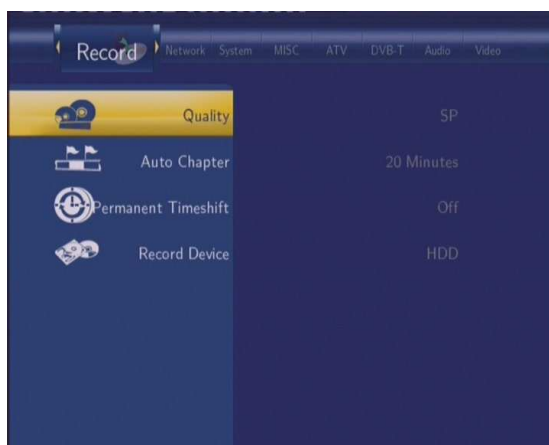 Record Network System MISC ATV DVB-T Audio Video
Quality SP
Auto Chapter 20 Minutes
Permanent Timeshift Off
Record Device HDD